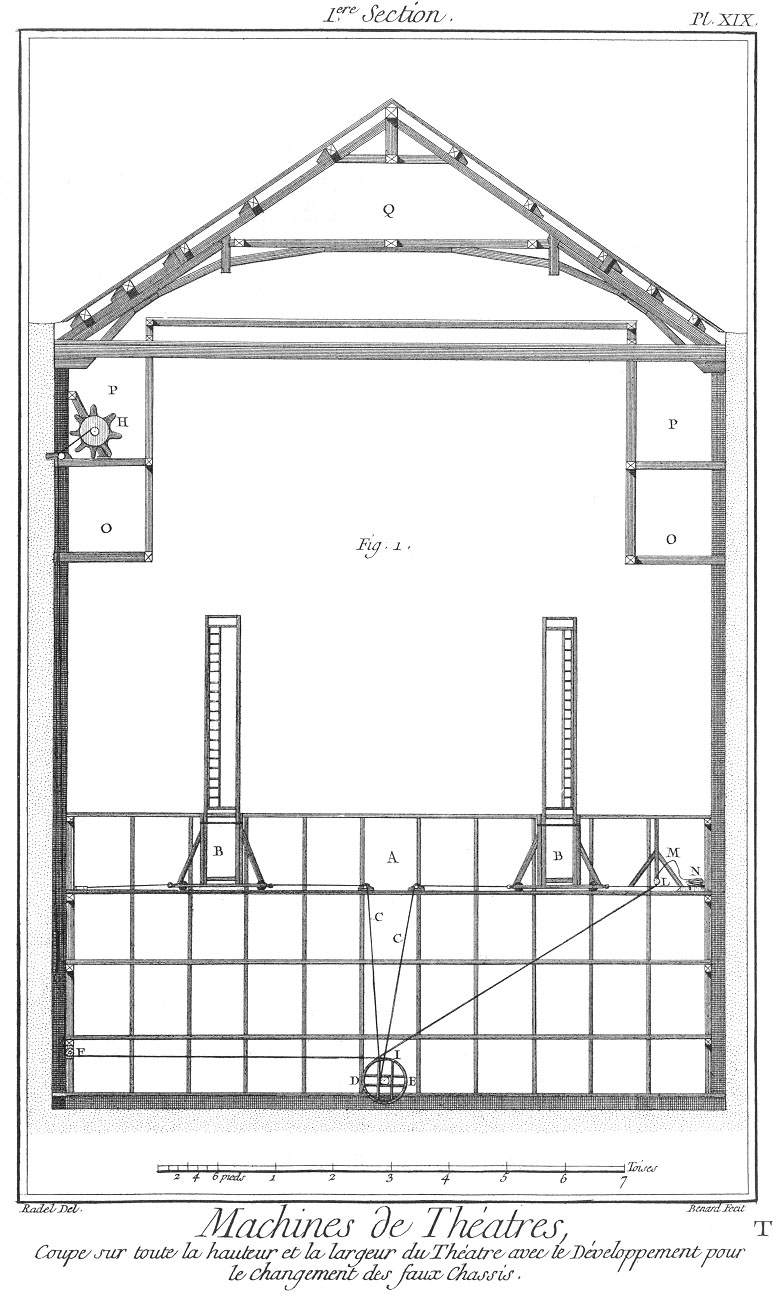 I.ere Section.
Pl. XIX.
Q
P
H
P
O
Fig. 1.
O
B
A
B
M
N
L
C
C
F
I
D
E
Toises
2 4 6 pieds 1 2 3 4 5 6 7
Radel Del.
Benard Fecit
Machines de Théatres,
T
Coupe sur toute la hauteur et la largeur du Théatre avec le Développement pour
le Changement des faux Chassis.